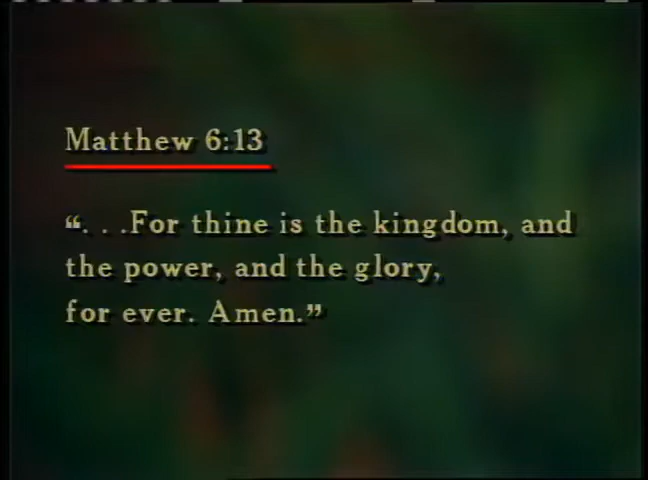 Matthew 6:13
“. . .For thine is the kingdom, and
the power, and the glory,
for ever. Amen.”